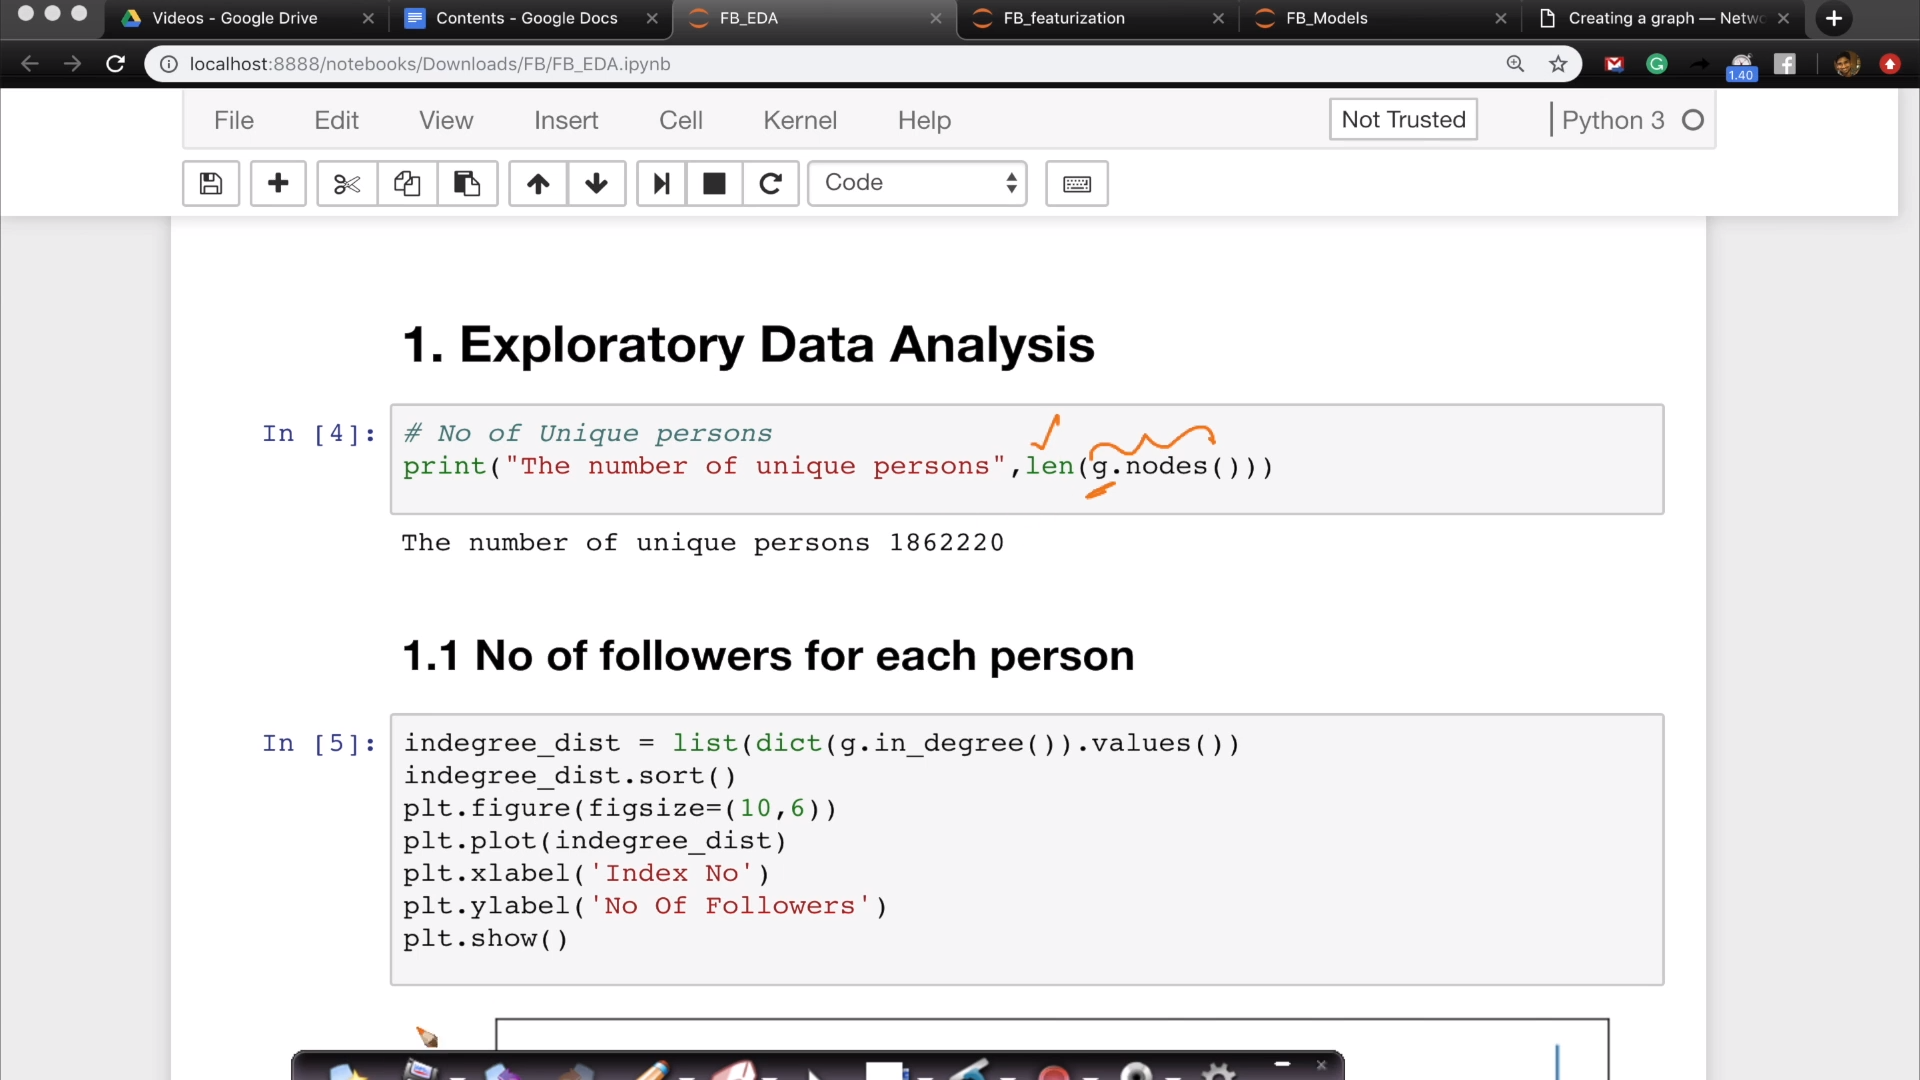 Videos - Google Drive
Contents - Google Docs
FB_EDA
FB_featurization
FB_Models
Creating a graph — Netw
localhost:8888/notebooks/Downloads/FB/FB_EDA.ipynb
1.40
File Edit View Insert Cell Kernel Help Not Trusted Python 3
Code
1. Exploratory Data Analysis
In [4]: # No of Unique persons
print("The number of unique persons",len(g.nodes()))
The number of unique persons 1862220
1.1 No of followers for each person
In [5]: indegree_dist = list(dict(g.in_degree()).values())
indegree_dist.sort()
plt.figure(figsize=(10,6))
plt.plot(indegree_dist)
plt.xlabel('Index No')
plt.ylabel('No Of Followers')
plt.show()